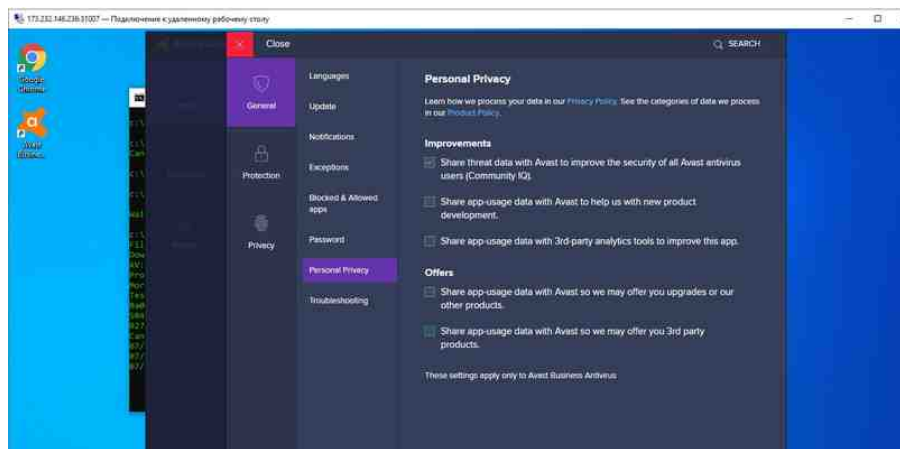 173.232.146.236:31007 — Подключение к удаленному рабочему столу
Google
Chrome
Avast
Close
SEARCH
General
Protection
Privacy
Languages
Update
Notifications
Exceptions
Blocked & Allowed
apps
Password
Personal Privacy
Troubleshooting
Personal Privacy
Learn how we process your data in our Privacy Policy. See the categories of data we process
in our Product Policy.
Improvements
Share threat data with Avast to improve the security of all Avast antivirus
users (Community IQ).
Share app-usage data with Avast to help us with new product
development.
Share app-usage data with 3rd-party analytics tools to improve this app.
Offers
Share app-usage data with Avast so we may offer you upgrades or our
other products.
Share app-usage data with Avast so we may offer you 3rd party
products.
These settings apply only to Avast Business Antivirus